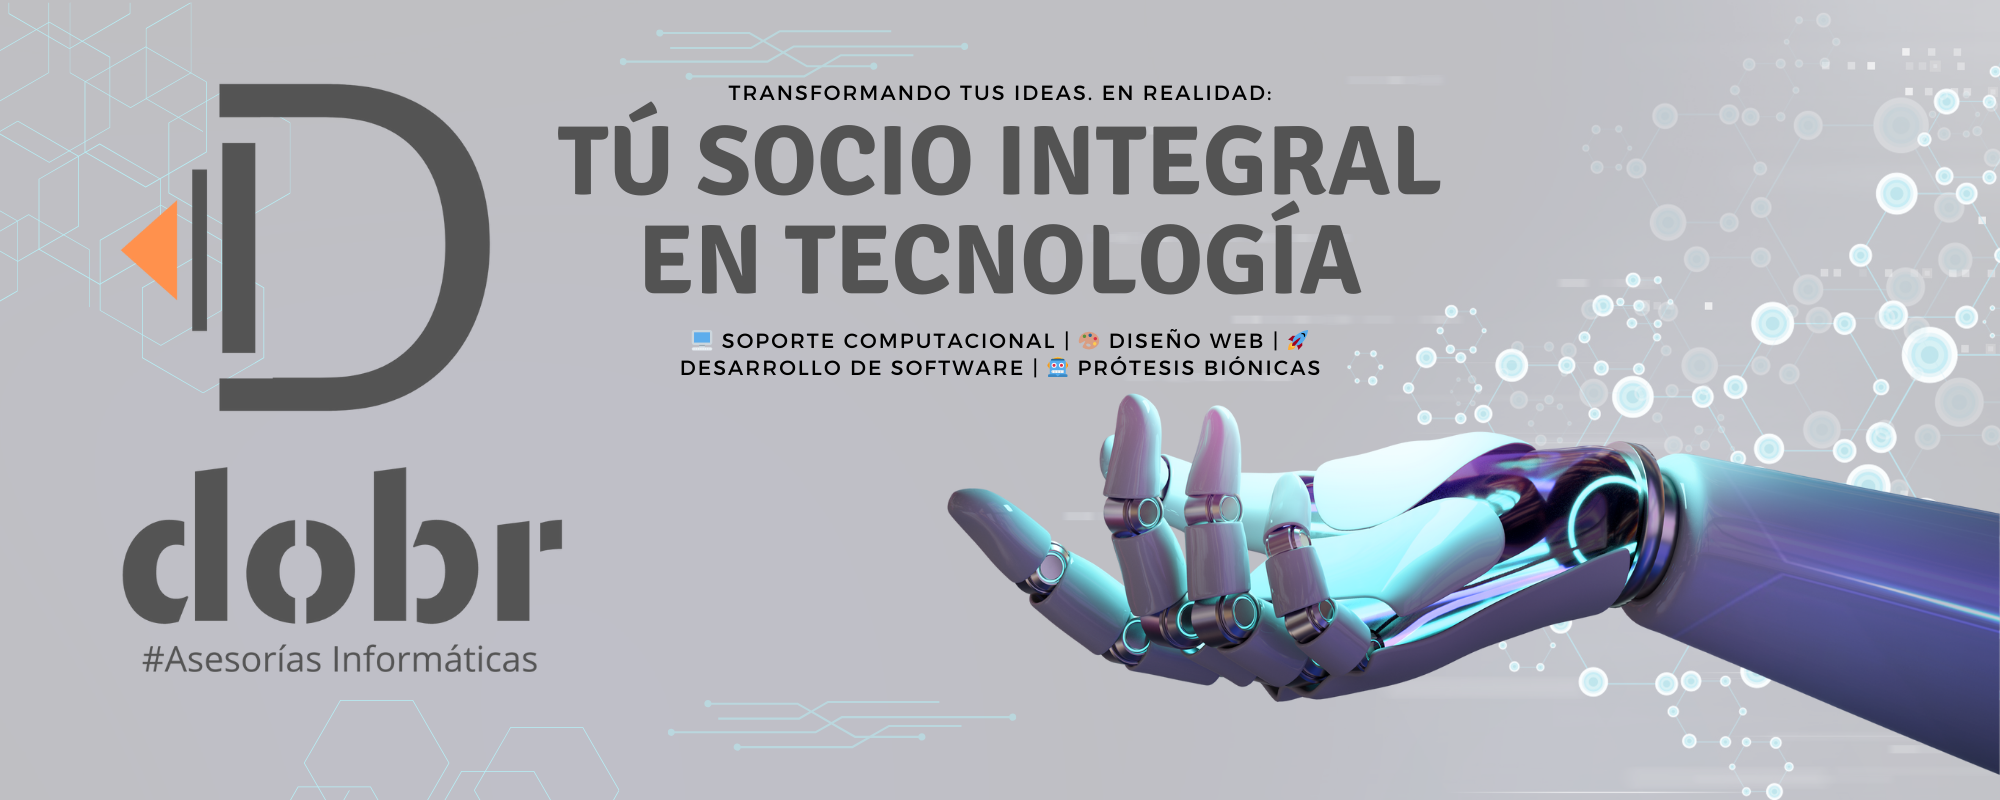 TRANSFORMANDO TUS IDEAS. EN REALIDAD:
TÚ SOCIO INTEGRAL
EN TECNOLOGÍA
💻 SOPORTE COMPUTACIONAL | 🎨 DISEÑO WEB | 🚀
DESARROLLO DE SOFTWARE | 🤖 PRÓTESIS BIÓNICAS
dobr
#Asesorías Informáticas